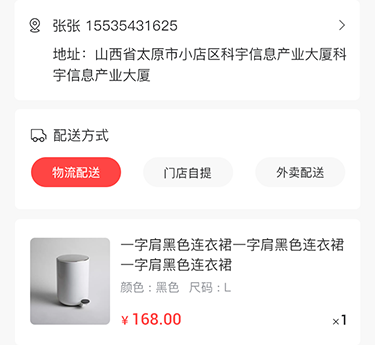 张张 15535431625
地址：山西省太原市小店区科宇信息产业大厦科
宇信息产业大厦
配送方式
物流配送 门店自提 外卖配送
一字肩黑色连衣裙一字肩黑色连衣裙
一字肩黑色连衣裙
颜色：黑色 尺码：L
¥168.00 ×1